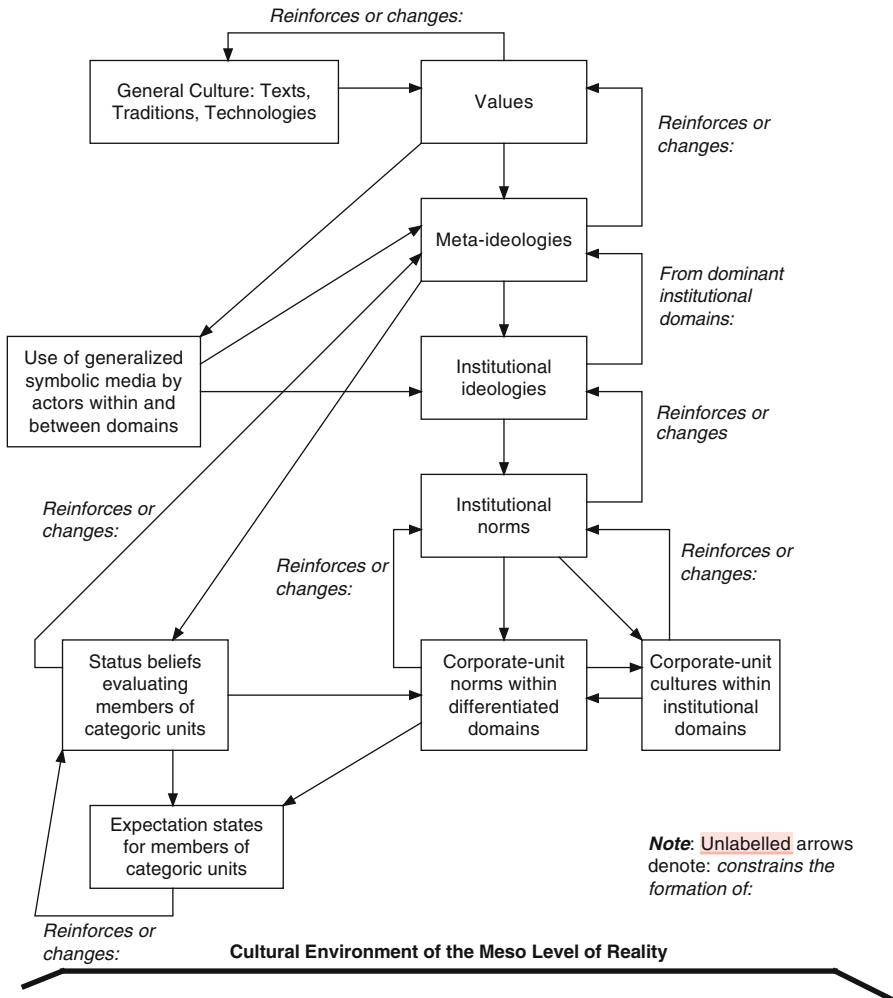 Reinforces or changes:
General Culture: Texts,
Traditions, Technologies
Values
Reinforces or
changes:
Meta-ideologies
From dominant
institutional
domains:
Use of generalized
symbolic media by
actors within and
between domains
Institutional
ideologies
Reinforces or
changes
Institutional
norms
Reinforces or
changes:
Reinforces or
changes:
Reinforces or
changes:
Status beliefs
evaluating
members of
categoric units
Corporate-unit
norms within
differentiated
domains
Corporate-unit
cultures within
institutional
domains
Expectation states
for members of
categoric units
Note: Unlabelled arrows
denote: constrains the
formation of:
Reinforces or
changes:
Cultural Environment of the Meso Level of Reality